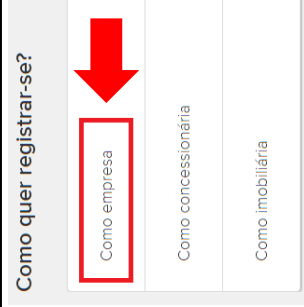 Como quer registrar-se?
Como empresa
Como concessionária
Como imobiliária